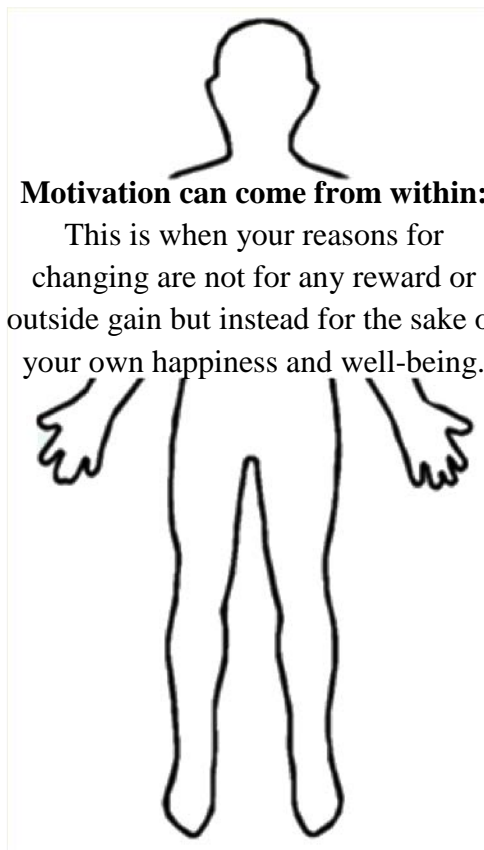 Motivation can come from within:
This is when your reasons for
changing are not for any reward or
outside gain but instead for the sake o
your own happiness and well-being.